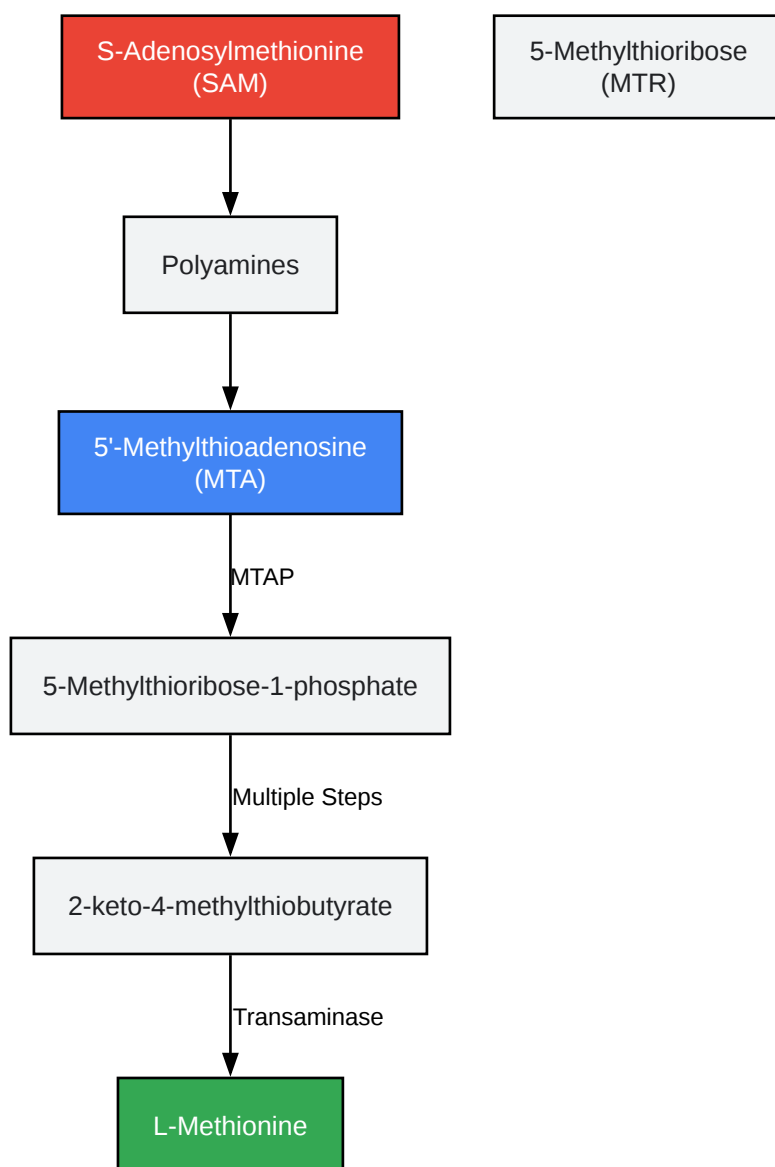 S-Adenosylmethionine
(SAM)
5-Methylthioribose
(MTR)
Polyamines
5'-Methylthioadenosine
(MTA)
MTAP
5-Methylthioribose-1-phosphate
Multiple Steps
2-keto-4-methylthiobutyrate
Transaminase
L-Methionine